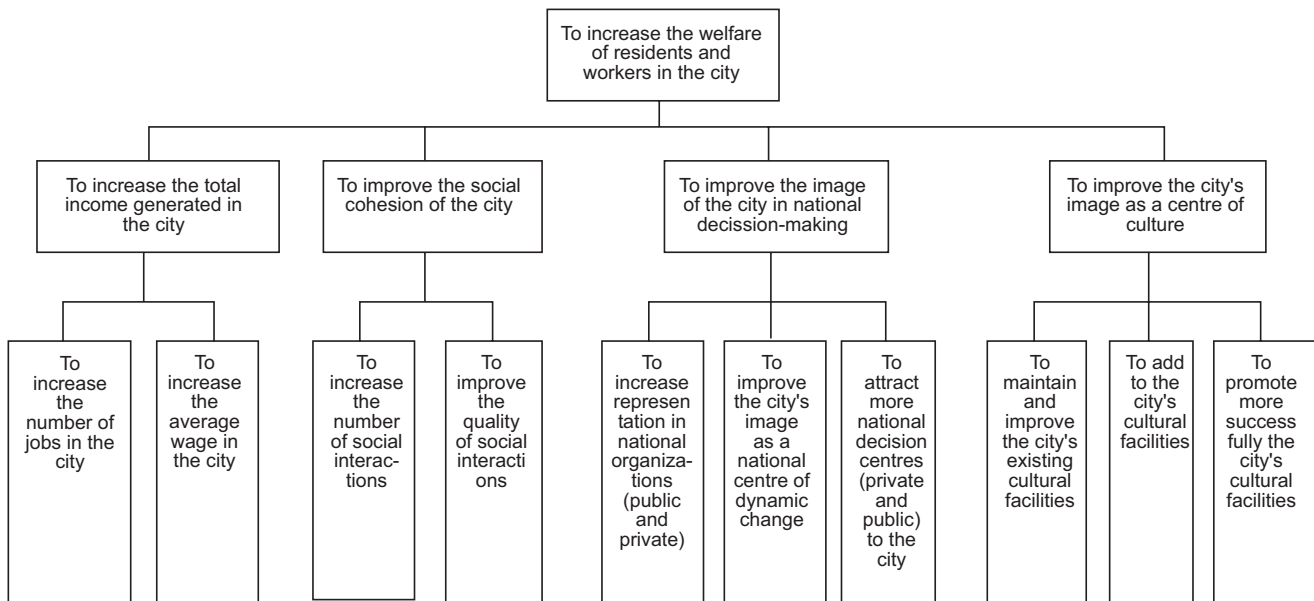 To increase the welfare
of residents and
workers in the city
To increase the total
income generated in
the city
To improve the social
cohesion of the city
To improve the image
of the city in national
decission-making
To improve the city's
image as a centre of
culture
To
increase
the
number of
jobs in the
city
To
increase
the
average
wage in
the city
To
increase
the
number
of social
interac-
tions
To
improve
the
quality
of social
interacti
ons
To
increase
represen
tation in
national
organiza-
tions
(public
and
private)
To
improve
the city's
image
as a
national
centre of
dynamic
change
To
attract
more
national
decision
centres
(private
and
public)
to the
city
To
maintain
and
improve
the city's
existing
cultural
facilities
To add
to the
city's
cultural
facilities
To
promote
more
success
fully the
city's
cultural
facilities